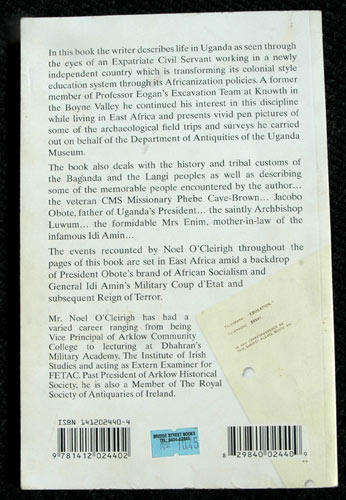 In this book the writer describes life in Uganda as seen through
the eyes of an Expatriate Civil Servant working in a newly
independent country which is transforming its colonial style
education system through its Africanization policies. A former
member of Professor Eogan's Excavation Team at Knowth in
the Boyne Valley he continued his interest in this discipline
while living in East Africa and presents vivid pen pictures of
some of the archaeological field trips and surveys he carried
out on behalf of the Department of Antiquities of the Uganda
Museum.
The book also deals with the history and tribal customs of
the Baganda and the Langi peoples as well as describing
some of the memorable people encountered by the author...
the veteran CMS Missionary Phebe Cave-Brown... Jacobo
Obote, father of Uganda's President... the saintly Archbishop
Luwum... the formidable Mrs Enim, mother-in-law of the
infamous Idi Amin...
The events recounted by Noel O'Cleirigh throughout the
pages of this book are set in East Africa amid a backdrop
of President Obote's brand of African Socialism and
General Idi Amin's Military Coup d'Etat and
subsequent Reign of Terror.
Mr. Noel O'Cleirigh has had a
varied career ranging from being
Vice Principal of Arklow Community
College to lecturing at Dhahran's
Military Academy. The Institute of Irish
Studies and acting as Extern Examiner for
FETAC. Past President of Arklow Historical
Society, he is also a Member of The Royal
Society of Antiquaries of Ireland.
ISBN 141202440-4
9 781412 024402
BRIDGE STREET BOOKS
8 29840 02440 9